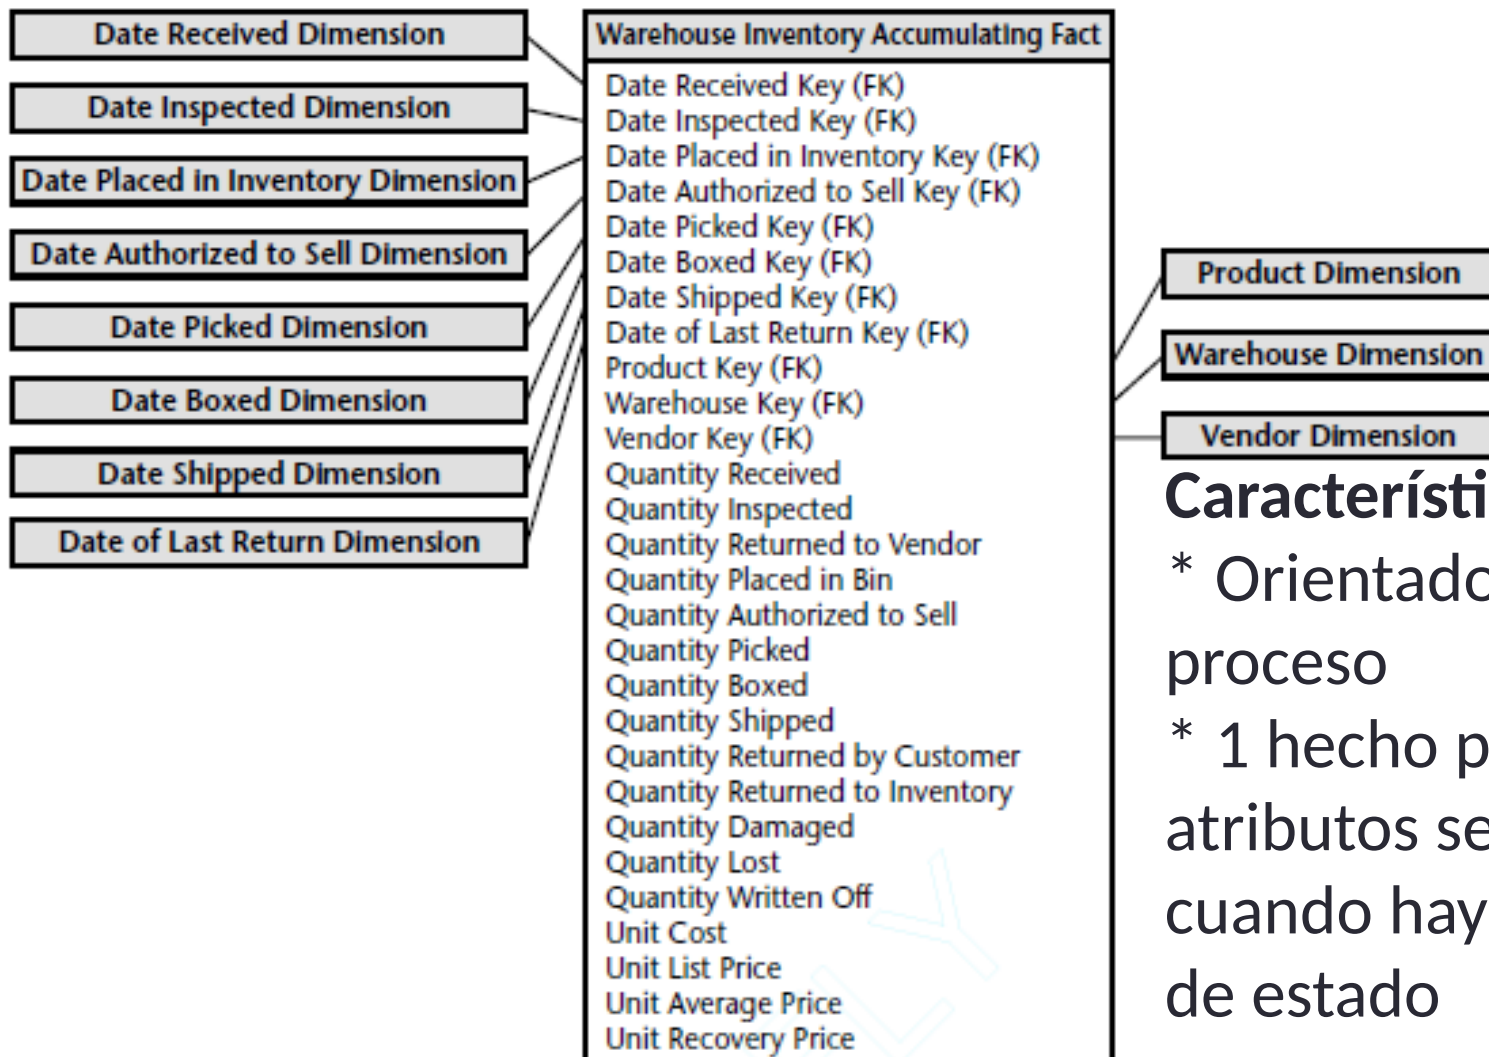 Date Received Dimension
Date Inspected Dimension
Date Placed in Inventory Dimension
Date Authorized to Sell Dimension
Date Picked Dimension
Date Boxed Dimension
Date Shipped Dimension
Date of Last Return Dimension
Warehouse Inventory Accumulating Fact
Date Received Key (FK)
Date Inspected Key (FK)
Date Placed in Inventory Key (FK)
Date Authorized to Sell Key (FK)
Date Picked Key (FK)
Date Boxed Key (FK)
Date Shipped Key (FK)
Date of Last Return Key (FK)
Product Key (FK)
Warehouse Key (FK)
Vendor Key (FK)
Quantity Received
Quantity Inspected
Quantity Returned to Vendor
Quantity Placed in Bin
Quantity Authorized to Sell
Quantity Picked
Quantity Boxed
Quantity Shipped
Quantity Returned by Customer
Quantity Returned to Inventory
Quantity Damaged
Quantity Lost
Quantity Written Off
Unit Cost
Unit List Price
Unit Average Price
Unit Recovery Price
Product Dimension
Warehouse Dimension
Vendor Dimension
Característi
* Orientado
proceso
* 1 hecho p
atributos se
cuando hay
de estado